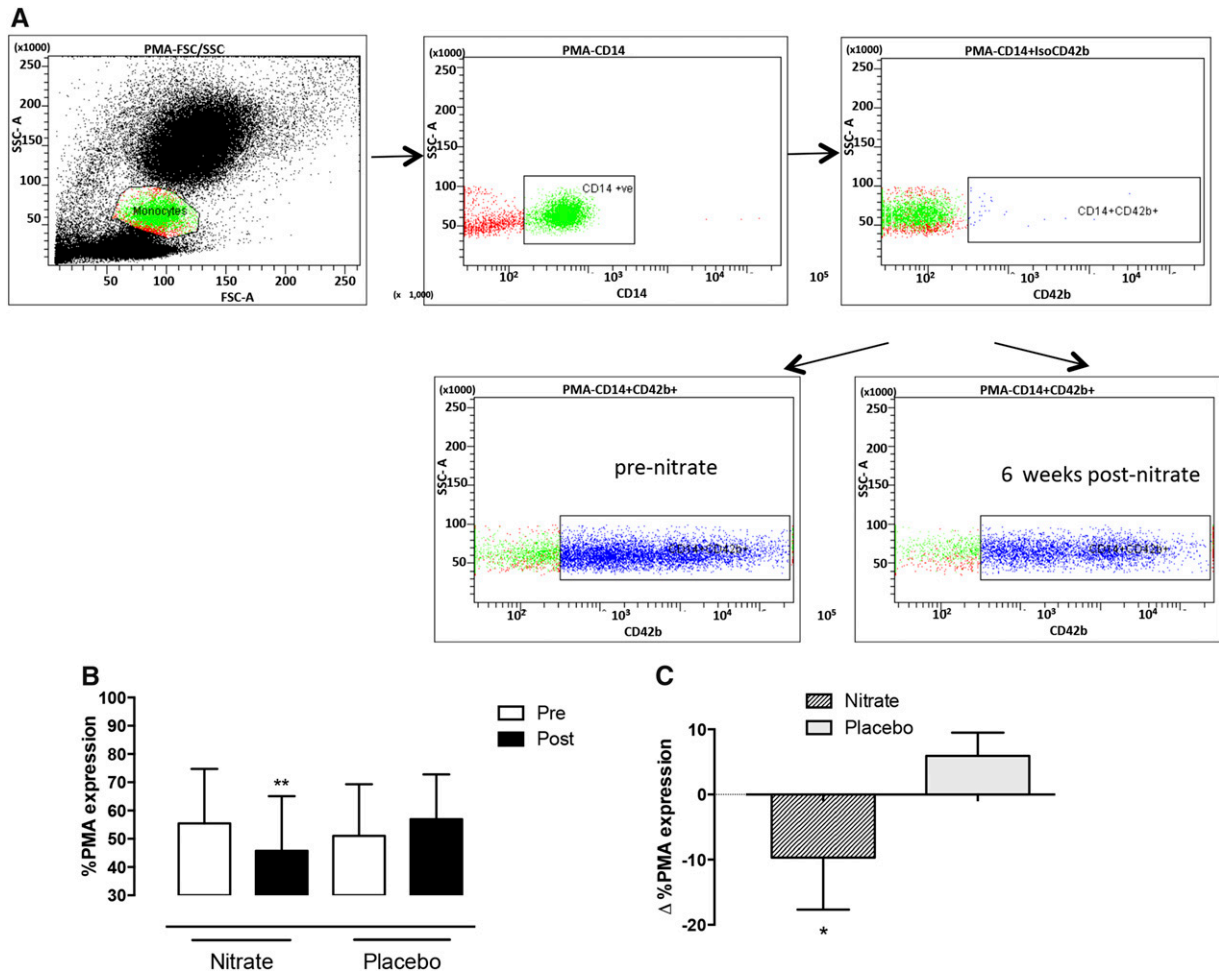 A
PMA-FSC/SSC
(x1000)
SSC- A
250
200
150
100
50
Monocytes
50 100 150 200 250
FSC-A
PMA-CD14
(x1000)
SSC- A
250
200
150
100
50
CD14 +ve
10² 10³ 10⁴ 10⁵
(x 1,000)
CD14
PMA-CD14+IsoCD42b
(x1000)
SSC- A
250
200
150
100
50
CD14+CD42b+
10² 10³ 10⁴
CD42b
PMA-CD14+CD42b+
(x1000)
SSC- A
250
200
150
100
50
pre-nitrate
CD14+CD42b+
10² 10³ 10⁴ 10⁵
CD42b
PMA-CD14+CD42b+
(x1000)
SSC- A
250
200
150
100
50
6 weeks post-nitrate
CD14+CD42b+
10² 10³ 10⁴
CD42b
B
%PMA expression
100
90
80
70
60
50
40
30
**
Pre
Post
Nitrate Placebo
C
Nitrate
Placebo
Δ %PMA expression
10
0
-10
-20
*